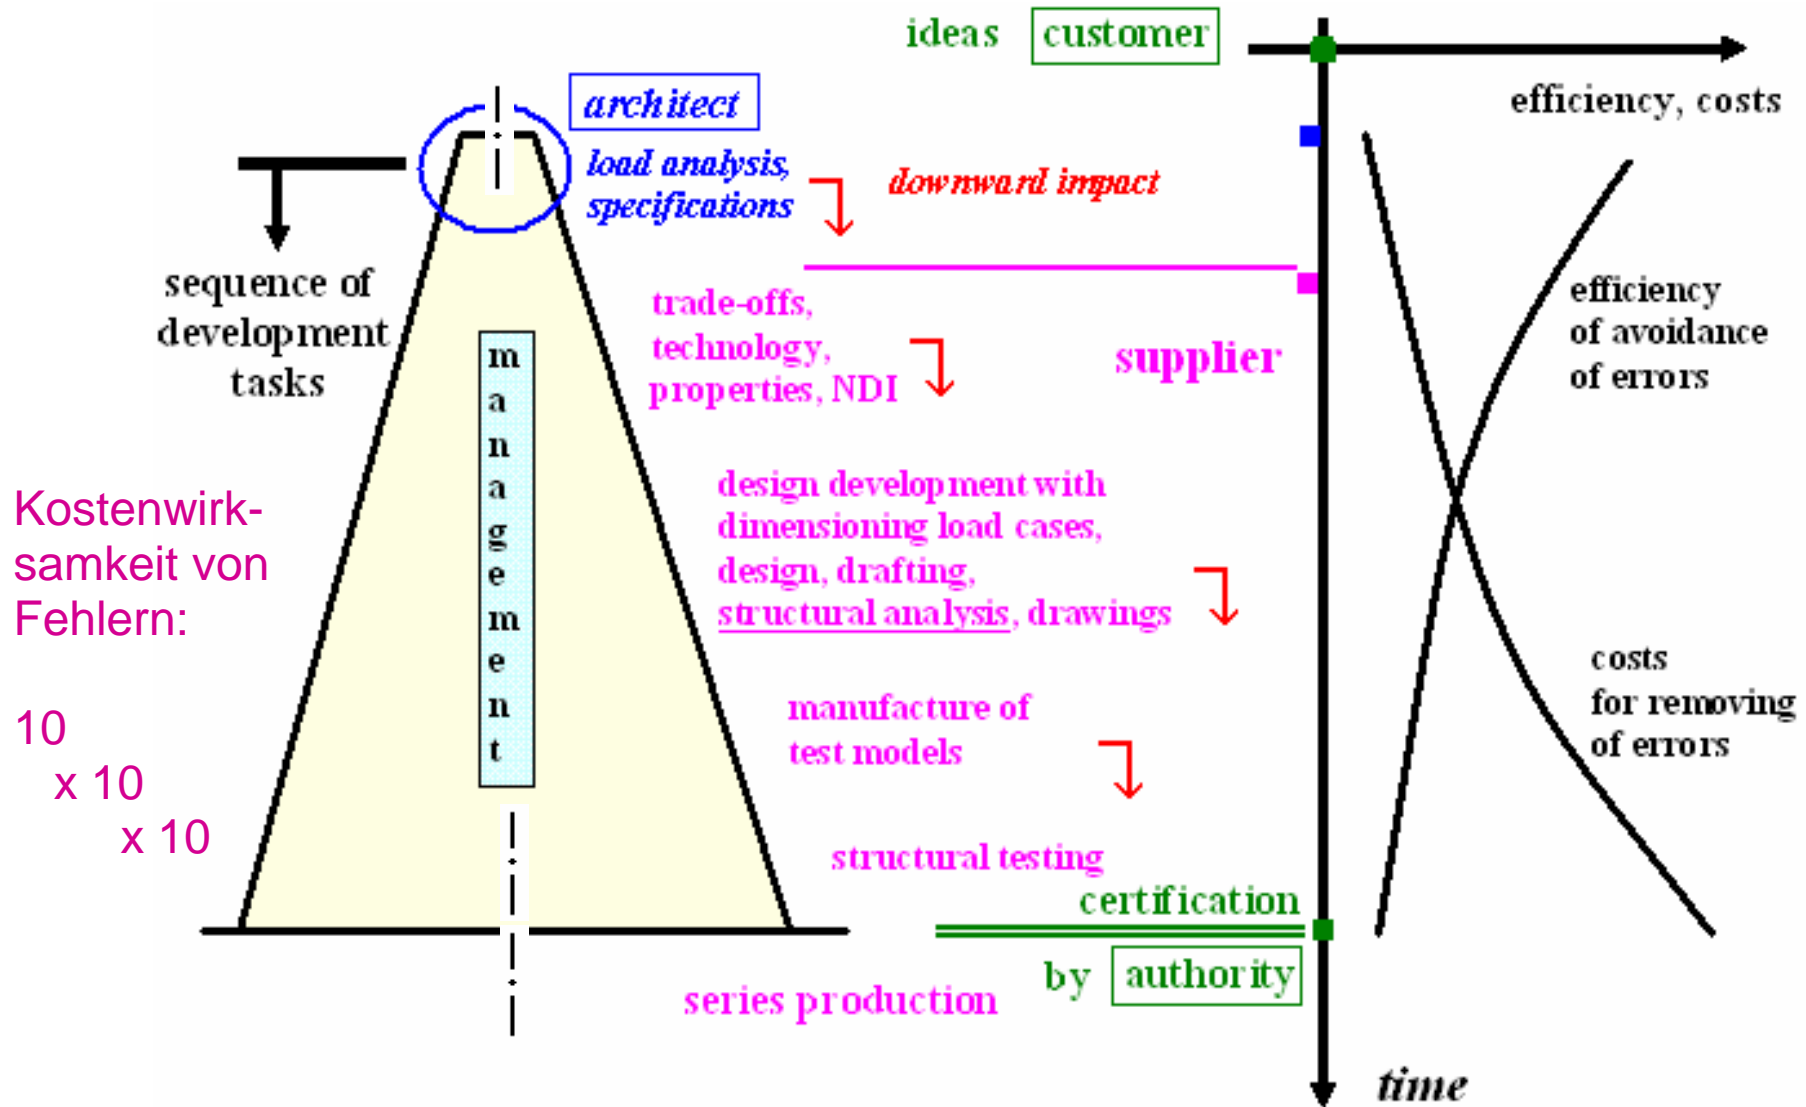 ideas customer
efficiency, costs
architect
load analysis,
specifications
downward impact
sequence of
development
tasks
management
trade-offs,
technology,
properties, NDI
supplier
efficiency
of avoidance
of errors
Kostenwirk-
samkeit von
Fehlern:
10
x 10
x 10
design development with
dimensioning load cases,
design, drafting,
structural analysis, drawings
costs
for removing
of errors
manufacture of
test models
structural testing
certification
by authority
series production
time